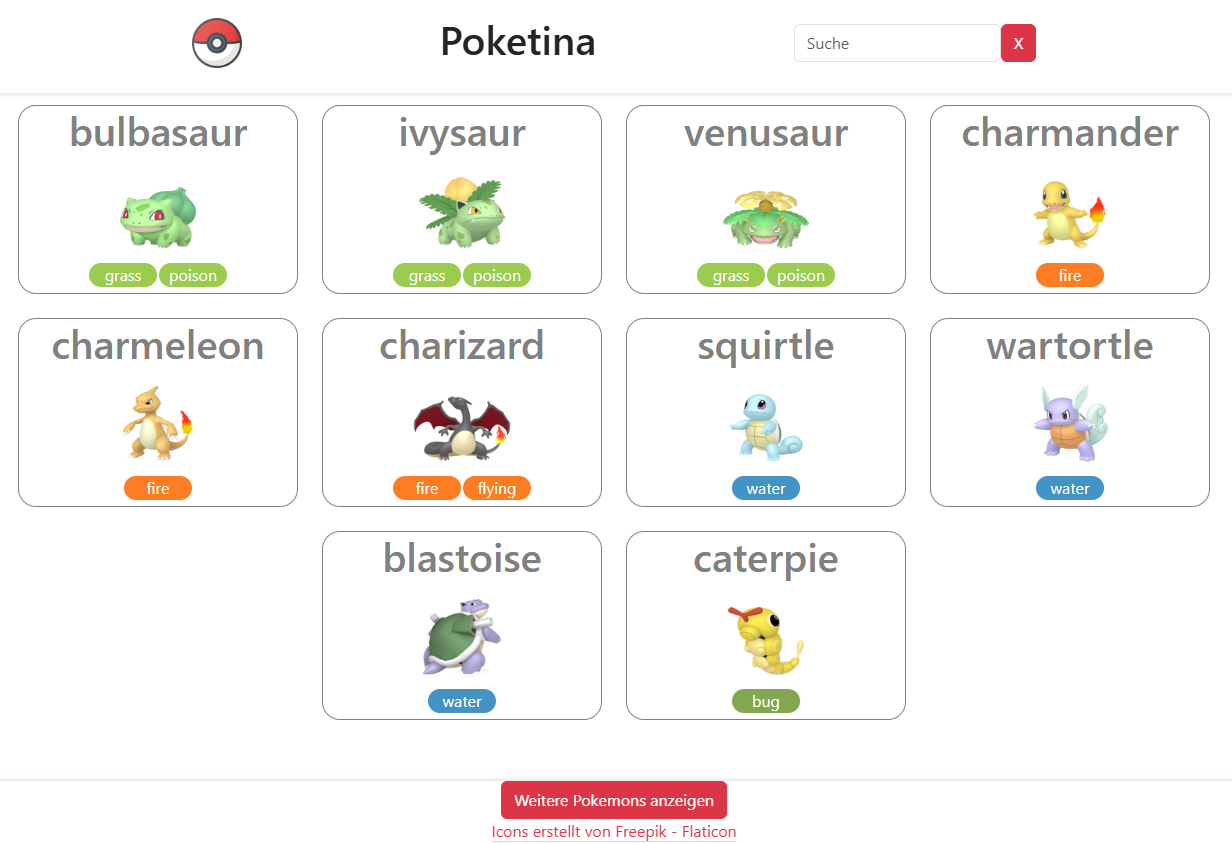 Poketina
Suche
X
bulbasaur
grass poison
ivysaur
grass poison
venusaur
grass poison
charmander
fire
charmeleon
fire
charizard
fire flying
squirtle
water
wartortle
water
blastoise
water
caterpie
bug
Weitere Pokemons anzeigen
Icons erstellt von Freepik - Flaticon